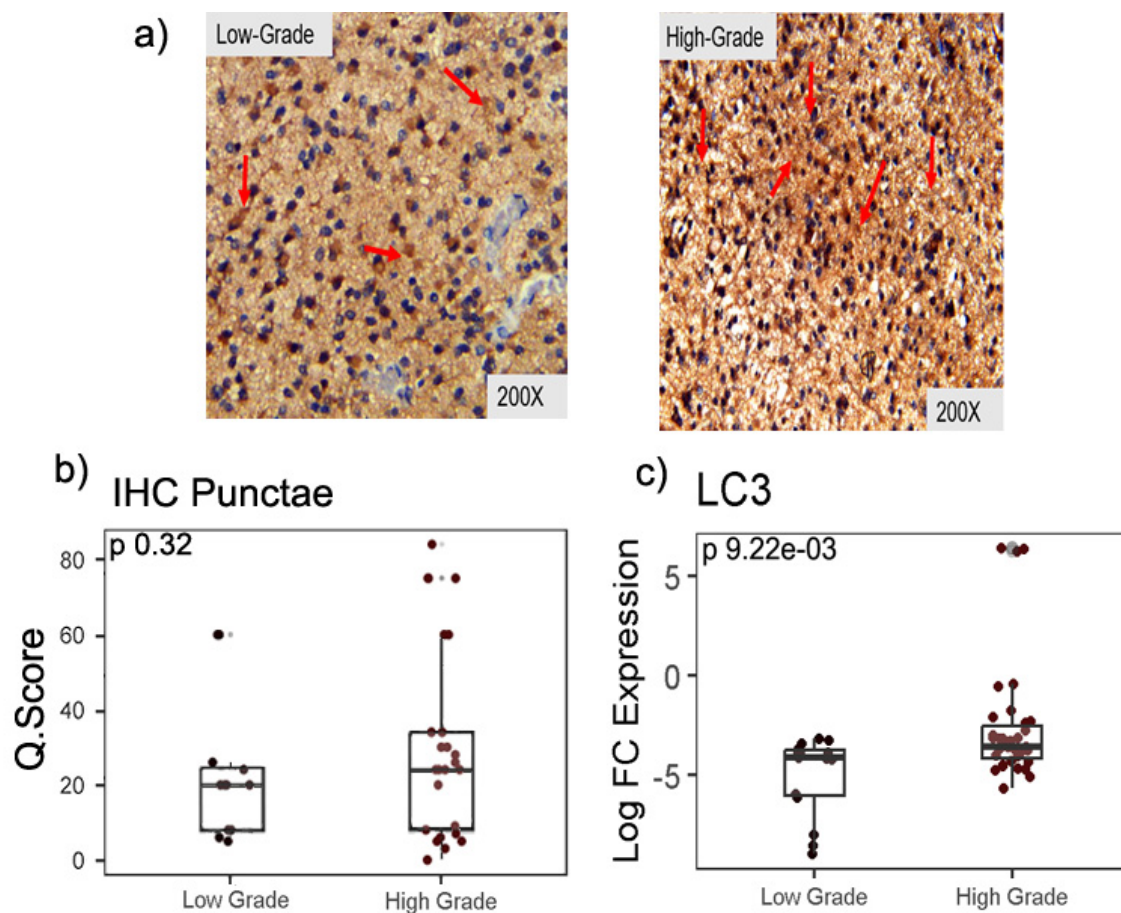 a)
Low-Grade
200X
High-Grade
200X
b) IHC Punctae
p 0.32
Q.Score
80
60
40
20
0
Low Grade
High Grade
c) LC3
p 9.22e-03
Log FC Expression
5
0
-5
Low Grade
High Grade